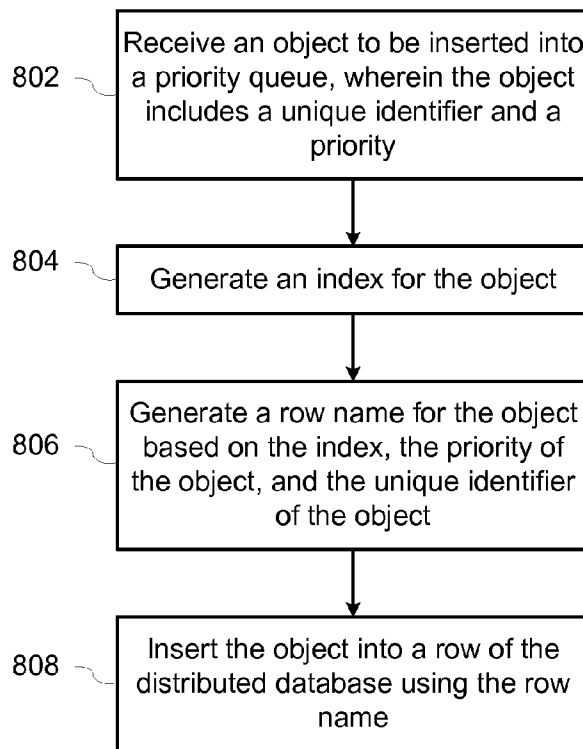 802
Receive an object to be inserted into
a priority queue, wherein the object
includes a unique identifier and a
priority
804
Generate an index for the object
806
Generate a row name for the object
based on the index, the priority of
the object, and the unique identifier
of the object
808
Insert the object into a row of the
distributed database using the row
name